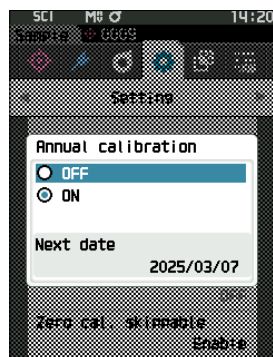 SCI M/I 14:20
Sample 0009
Setting
Annual calibration
OFF
ON
Next date
2025/03/07
OFF
Zero cal. skippable
Enable